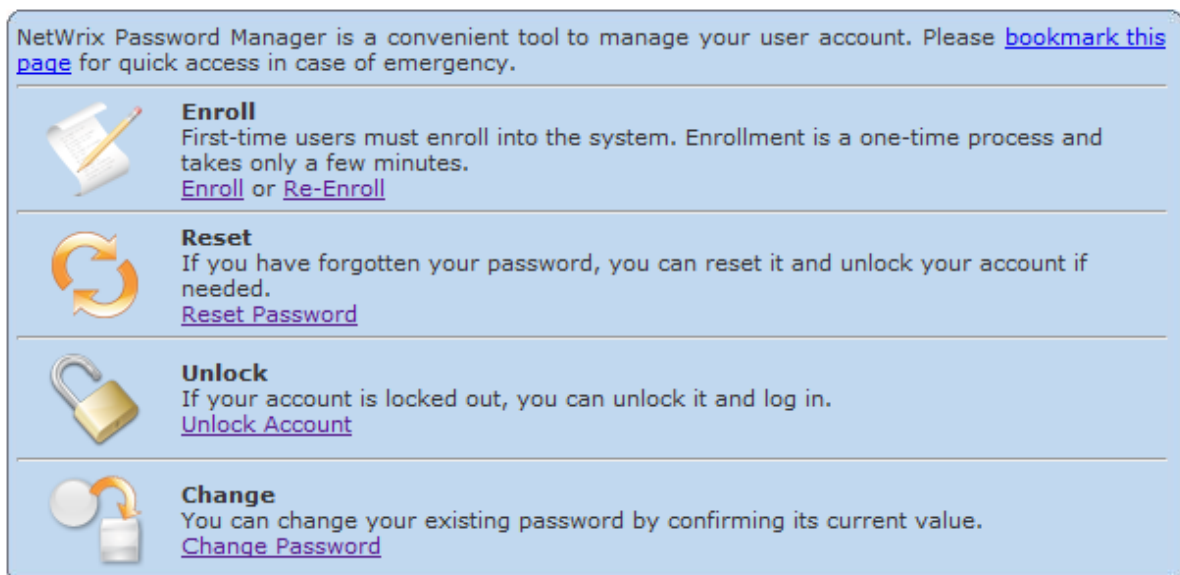 NetWrix Password Manager is a convenient tool to manage your user account. Please bookmark this
page for quick access in case of emergency.
Enroll
First-time users must enroll into the system. Enrollment is a one-time process and
takes only a few minutes.
Enroll or Re-Enroll
Reset
If you have forgotten your password, you can reset it and unlock your account if
needed.
Reset Password
Unlock
If your account is locked out, you can unlock it and log in.
Unlock Account
Change
You can change your existing password by confirming its current value.
Change Password